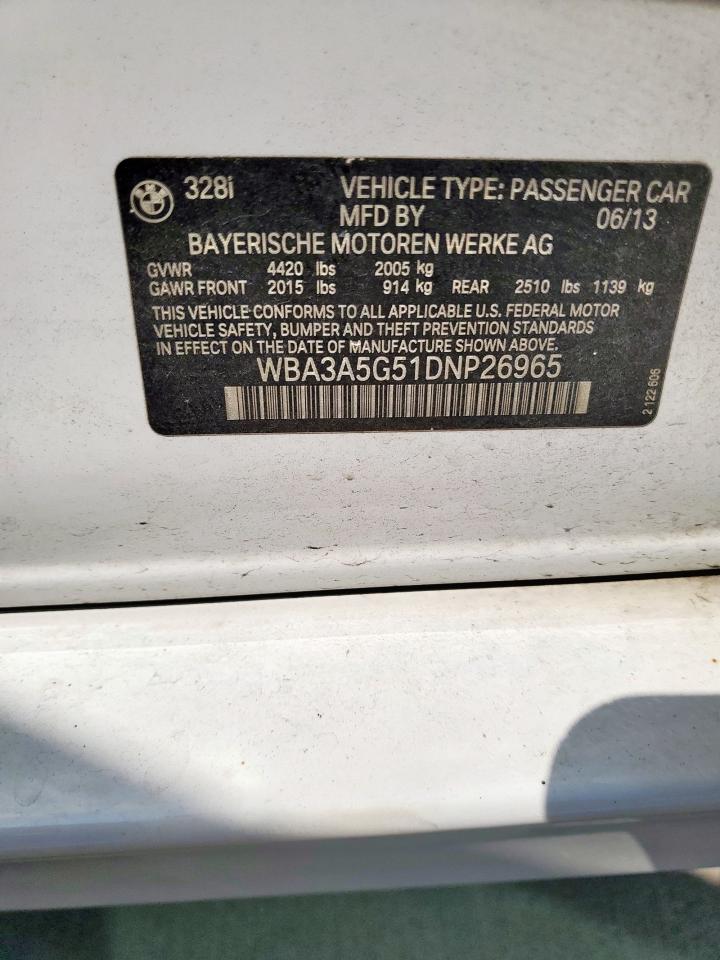 328i VEHICLE TYPE: PASSENGER CAR
MFD BY 06/13
BAYERISCHE MOTOREN WERKE AG
GVWR 4420 lbs 2005 kg
GAWR FRONT 2015 lbs 914 kg REAR 2510 lbs 1139 kg
THIS VEHICLE CONFORMS TO ALL APPLICABLE U.S. FEDERAL MOTOR
VEHICLE SAFETY, BUMPER AND THEFT PREVENTION STANDARDS
IN EFFECT ON THE DATE OF MANUFACTURE SHOWN ABOVE.
WBA3A5G51DNP26965
2 122 606